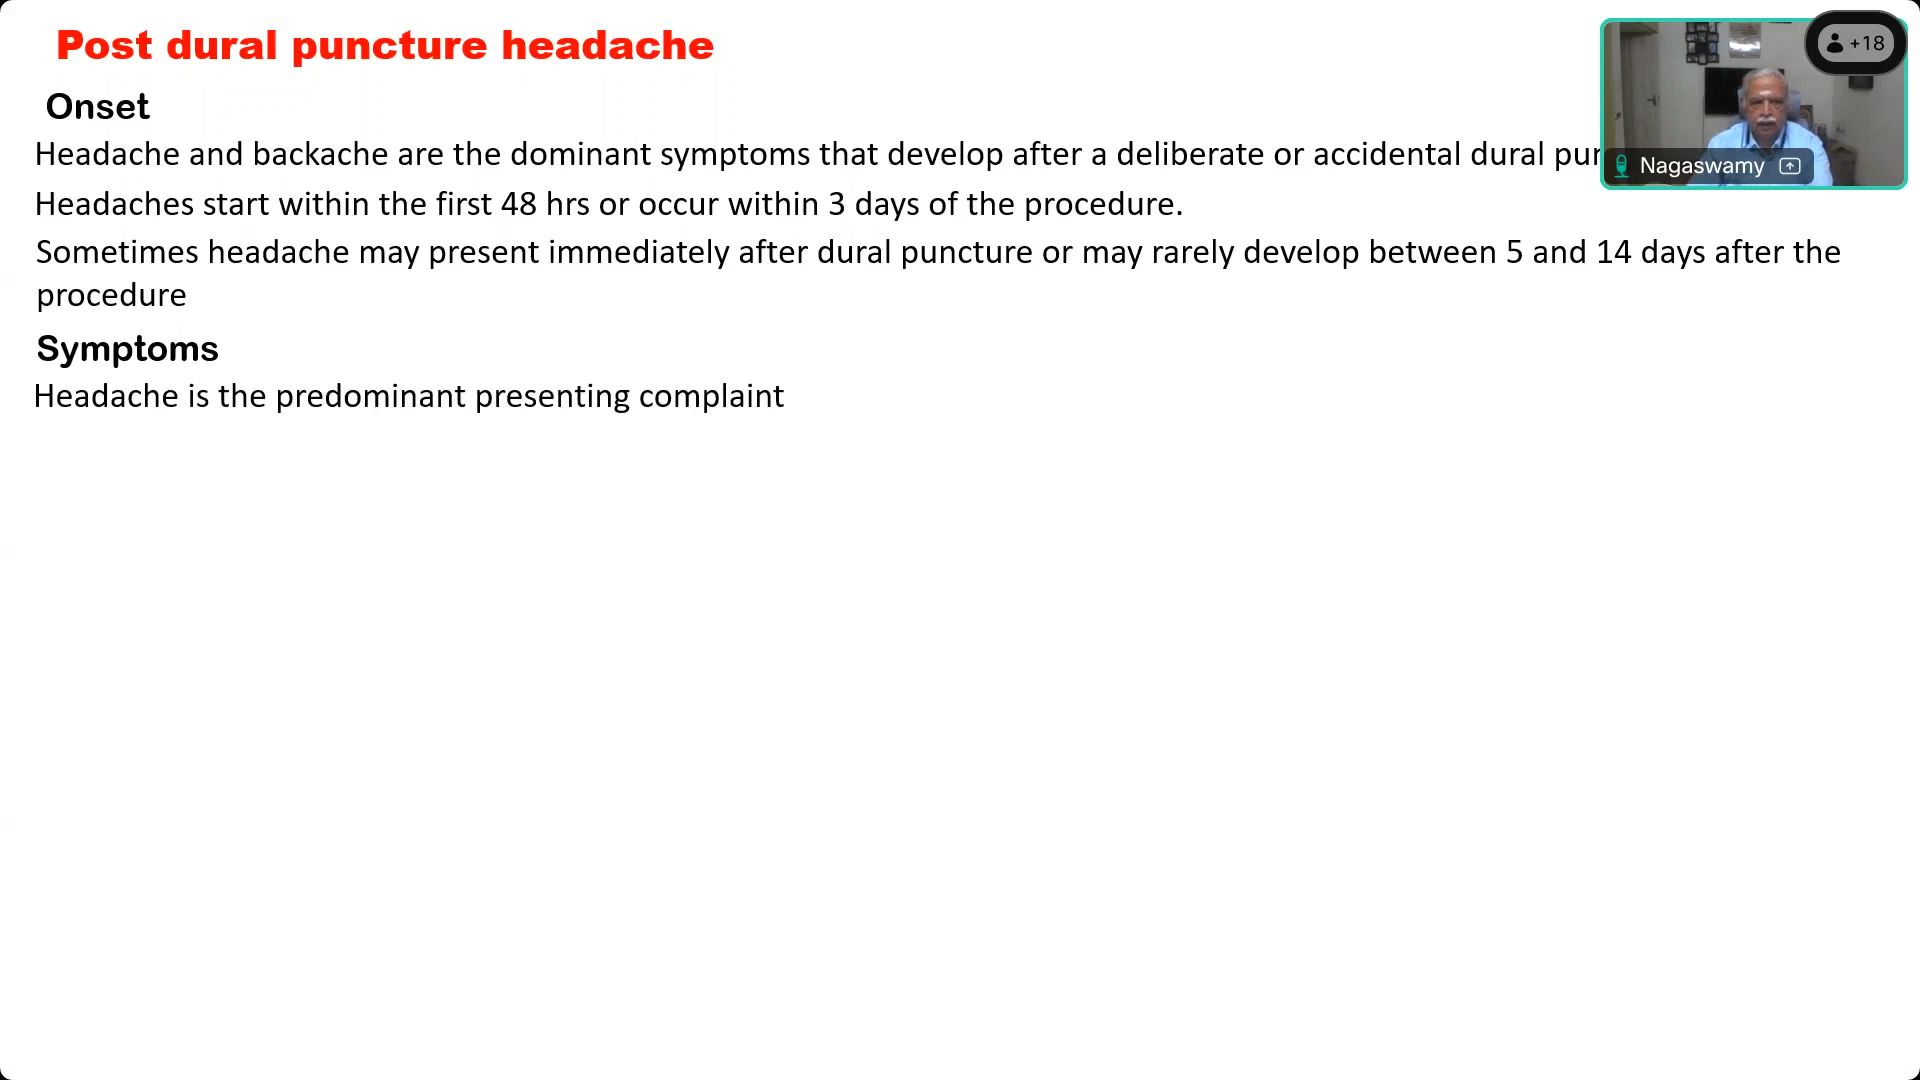 Post dural puncture headache
+18
Onset
Headache and backache are the dominant symptoms that develop after a deliberate or accidental dural
Nagaswamy
Headaches start within the first 48 hrs or occur within 3 days of the procedure.
Sometimes headache may present immediately after dural puncture or may rarely develop between 5 and 14 days after the
procedure
Symptoms
Headache is the predominant presenting complaint